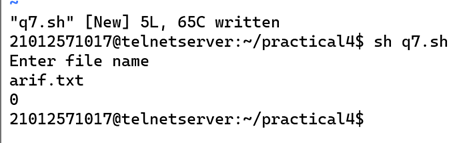 ~
"q7.sh" [New] 5L, 65C written
21012571017@telnetserver:~/practical4$ sh q7.sh
Enter file name
arif.txt
0
21012571017@telnetserver:~/practical4$